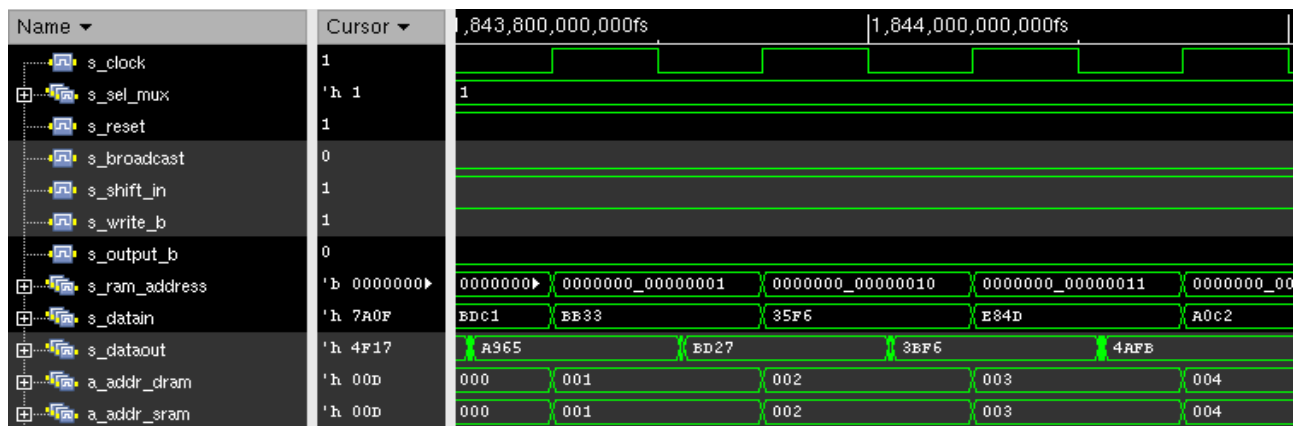 Name Cursor 1,843,800,000,000fs 1,844,000,000,000fs
s_clock 1
s_sel_mux 'h 1 1
s_reset 1
s_broadcast 0
s_shift_in 1
s_write_b 1
s_output_b 0
s_ram_address 'b 0000000 0000000 0000000_00000001 0000000_00000010 0000000_00000011 0000000_00
s_datain 'h 7A0F BDC1 BB33 35F6 E84D A0C2
s_dataout 'h 4F17 A965 BD27 3BF6 4AFB
a_addr_dram 'h 00D 000 001 002 003 004
a_addr_sram 'h 00D 000 001 002 003 004